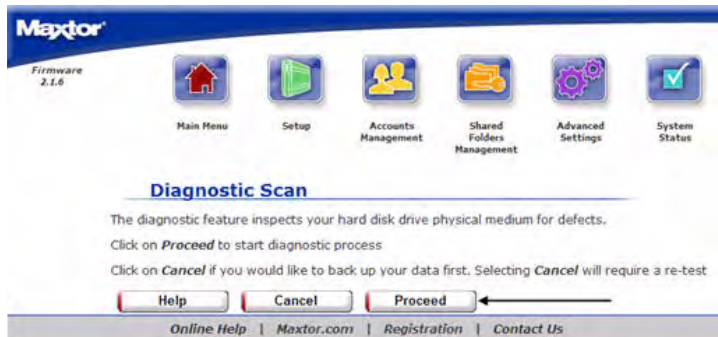 Maxtor
Firmware
2.1.6
Main Menu
Setup
Accounts
Management
Shared
Folders
Management
Advanced
Settings
System
Status
Diagnostic Scan
The diagnostic feature inspects your hard disk drive physical medium for defects.
Click on Proceed to start diagnostic process
Click on Cancel if you would like to back up your data first. Selecting Cancel will require a re-test
Help Cancel Proceed
Online Help | Maxtor.com | Registration | Contact Us